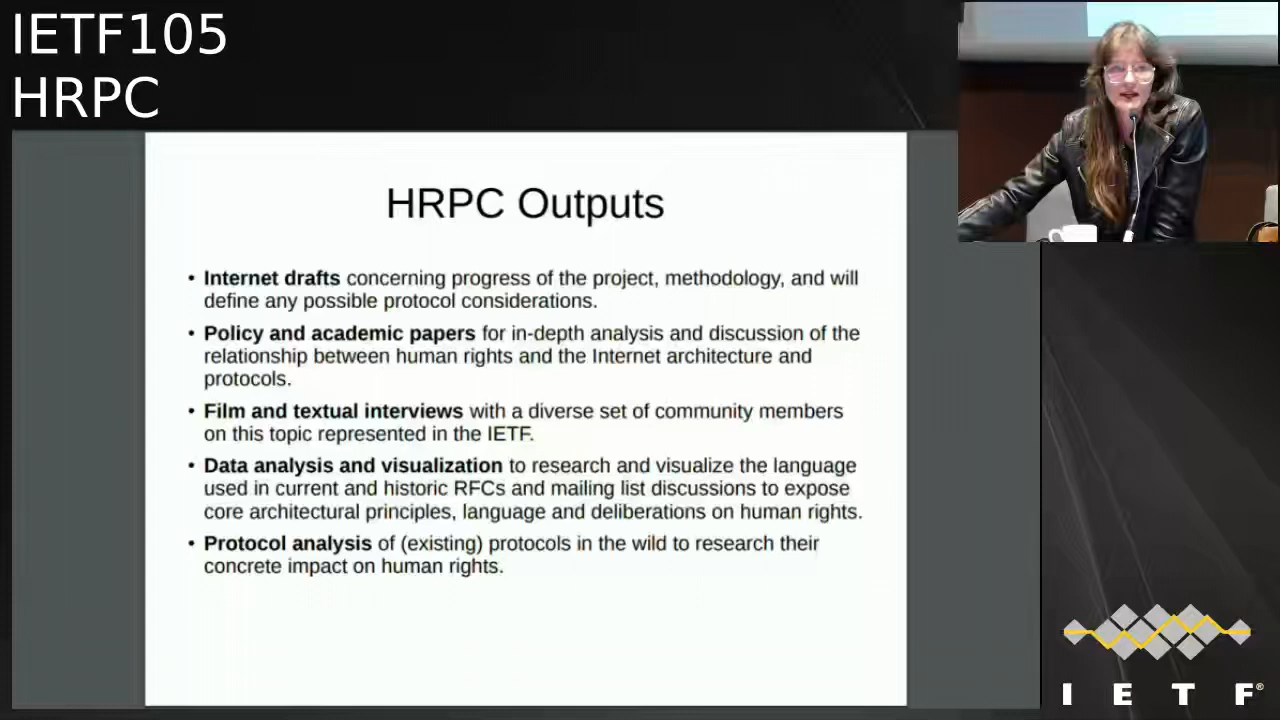 IETF105
HRPC
HRPC Outputs
• Internet drafts concerning progress of the project, methodology, and will
define any possible protocol considerations.
• Policy and academic papers for in-depth analysis and discussion of the
relationship between human rights and the Internet architecture and
protocols.
• Film and textual interviews with a diverse set of community members
on this topic represented in the IETF.
• Data analysis and visualization to research and visualize the language
used in current and historic RFCs and mailing list discussions to expose
core architectural principles, language and deliberations on human rights.
• Protocol analysis of (existing) protocols in the wild to research their
concrete impact on human rights.
I E T F®